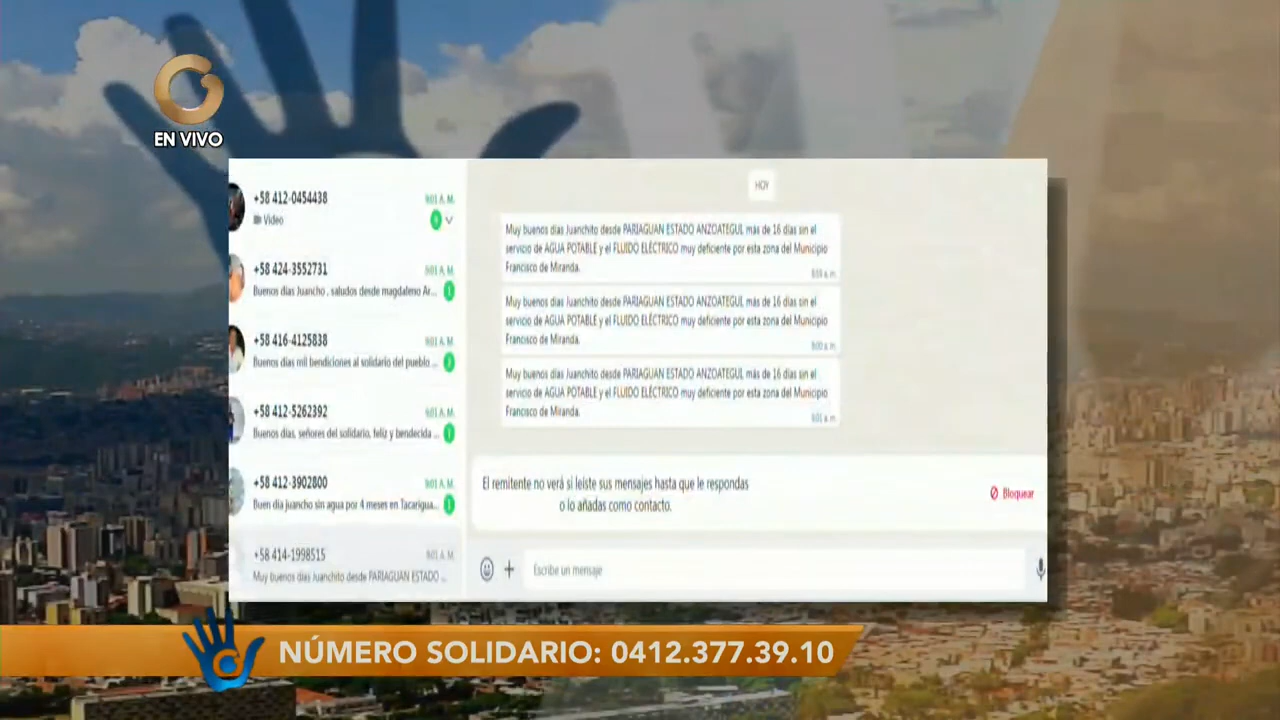 EN VIVO
+58 412-0454438
9:01 A. M.
Video
+58 424-3552731
9:01 A. M.
Buenos días Juancho , saludos desde magdaleno Ar...
1
+58 416-4125838
9:01 A. M.
Buenos días mil bendiciones al solidario del pueblo ...
1
+58 412-5262392
9:01 A. M.
Buenos días, señores del solidario, feliz y bendecida ...
1
+58 412-3902800
9:01 A. M.
Buen día juancho sin agua por 4 meses en Tacarigua...
1
+58 414-1998515
9:01 A. M.
Muy buenos días Juanchito desde PARIAGUAN ESTADO ...
HOY
Muy buenos días Juanchito desde PARIAGUAN ESTADO ANZOATEGUI, más de 16 días sin el
servicio de AGUA POTABLE y el FLUIDO ELÉCTRICO muy deficiente por esta zona del Municipio
Francisco de Miranda.
Muy buenos días Juanchito desde PARIAGUAN ESTADO ANZOATEGUI, más de 16 días sin el
servicio de AGUA POTABLE y el FLUIDO ELÉCTRICO muy deficiente por esta zona del Municipio
Francisco de Miranda.
Muy buenos días Juanchito desde PARIAGUAN ESTADO ANZOATEGUI, más de 16 días sin el
servicio de AGUA POTABLE y el FLUIDO ELÉCTRICO muy deficiente por esta zona del Municipio
Francisco de Miranda.
El remitente no verá si leíste sus mensajes hasta que le respondas
o lo añadas como contacto.
Bloquear
Escribe un mensaje
NÚMERO SOLIDARIO: 0412.377.39.10